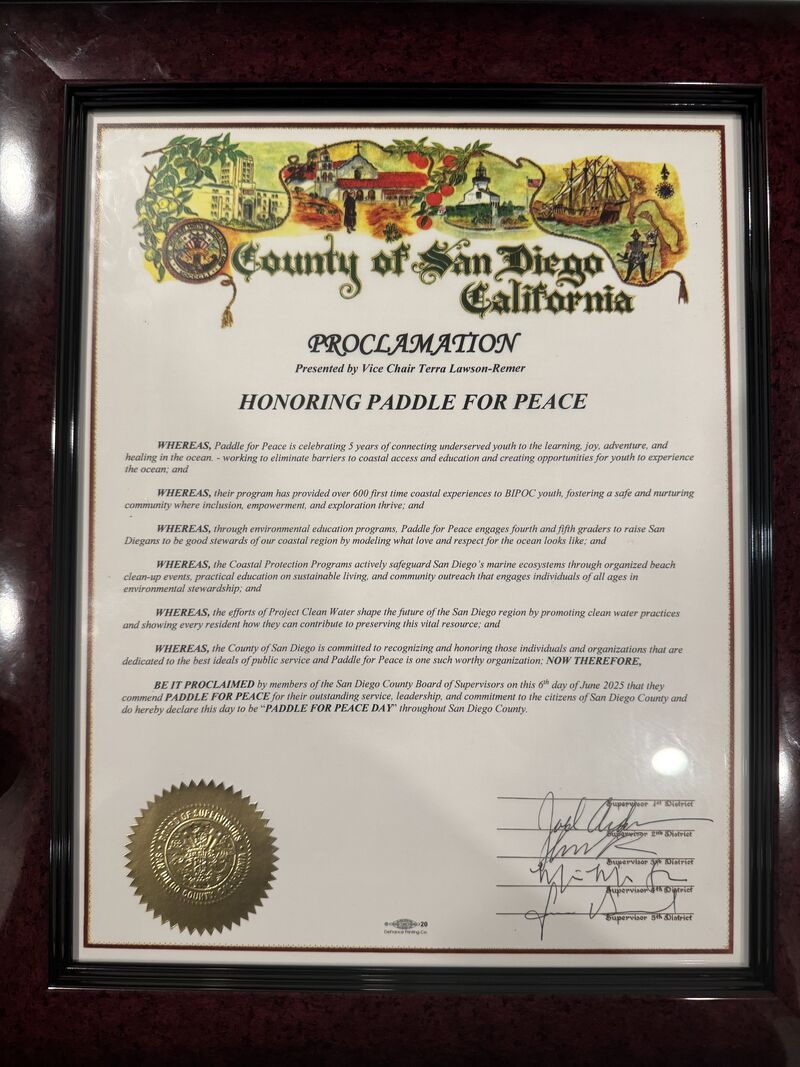 County of San Diego
California
PROCLAMATION
Presented by Vice Chair Terra Lawson-Remer
HONORING PADDLE FOR PEACE
WHEREAS, Paddle for Peace is celebrating 5 years of connecting underserved youth to the learning, joy, adventure, and
healing in the ocean. - working to eliminate barriers to coastal access and education and creating opportunities for youth to experience
the ocean; and
WHEREAS, their program has provided over 600 first time coastal experiences to BIPOC youth, fostering a safe and nurturing
community where inclusion, empowerment, and exploration thrive; and
WHEREAS, through environmental education programs, Paddle for Peace engages fourth and fifth graders to raise San
Diegans to be good stewards of our coastal region by modeling what love and respect for the ocean looks like; and
WHEREAS, the Coastal Protection Programs actively safeguard San Diego's marine ecosystems through organized beach
clean-up events, practical education on sustainable living, and community outreach that engages individuals of all ages in
environmental stewardship; and
WHEREAS, the efforts of Project Clean Water shape the future of the San Diego region by promoting clean water practices
and showing every resident how they can contribute to preserving this vital resource; and
WHEREAS, the County of San Diego is committed to recognizing and honoring those individuals and organizations that are
dedicated to the best ideals of public service and Paddle for Peace is one such worthy organization; NOW THEREFORE,
BE IT PROCLAIMED by members of the San Diego County Board of Supervisors on this 6th day of June 2025 that they
commend PADDLE FOR PEACE for their outstanding service, leadership, and commitment to the citizens of San Diego County and
do hereby declare this day to be "PADDLE FOR PEACE DAY" throughout San Diego County.
Supervisor 1st District
Supervisor 2nd District
Supervisor 3rd District
Supervisor 4th District
Supervisor 5th District
OF SUPERVISORS
SAN DIEGO COUNTY
20
Defiance Printing Co.